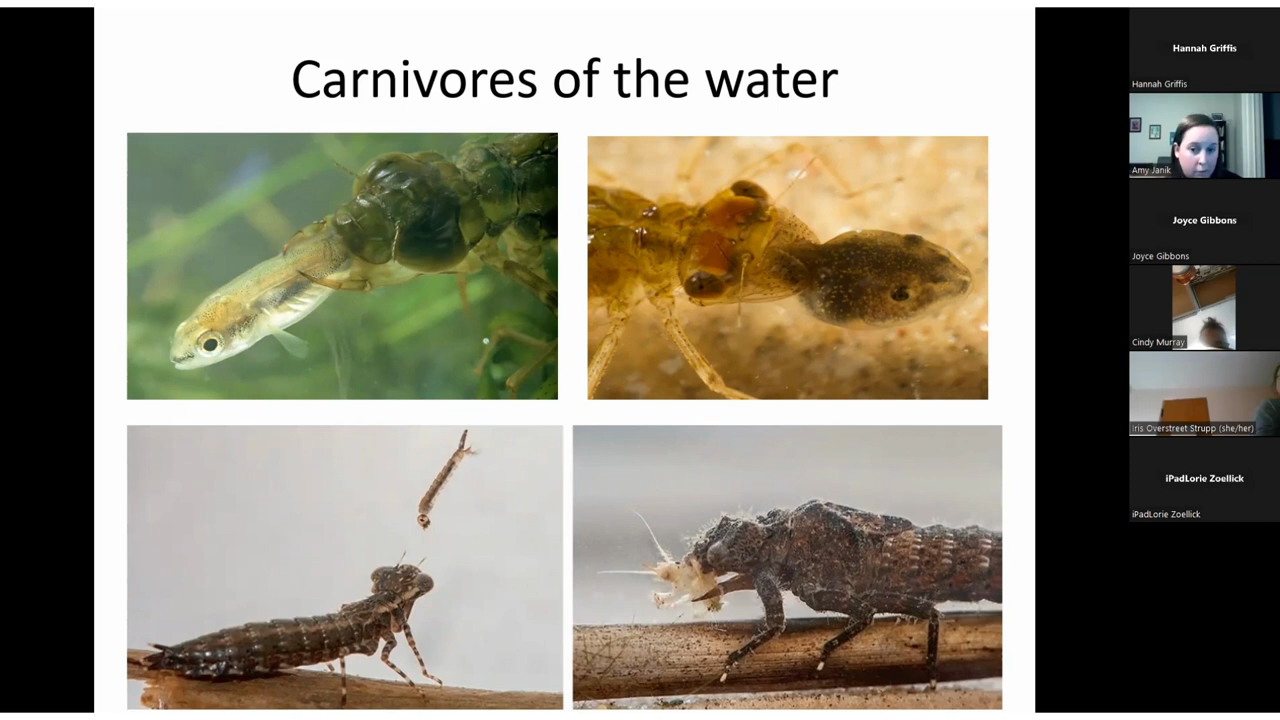 Carnivores of the water
Hannah Griffis
Hannah Griffis
Amy Janik
Joyce Gibbons
Joyce Gibbons
Cindy Murray
Iris Overstreet Strupp (she/her)
iPadLorie Zoellick
iPadLorie Zoellick